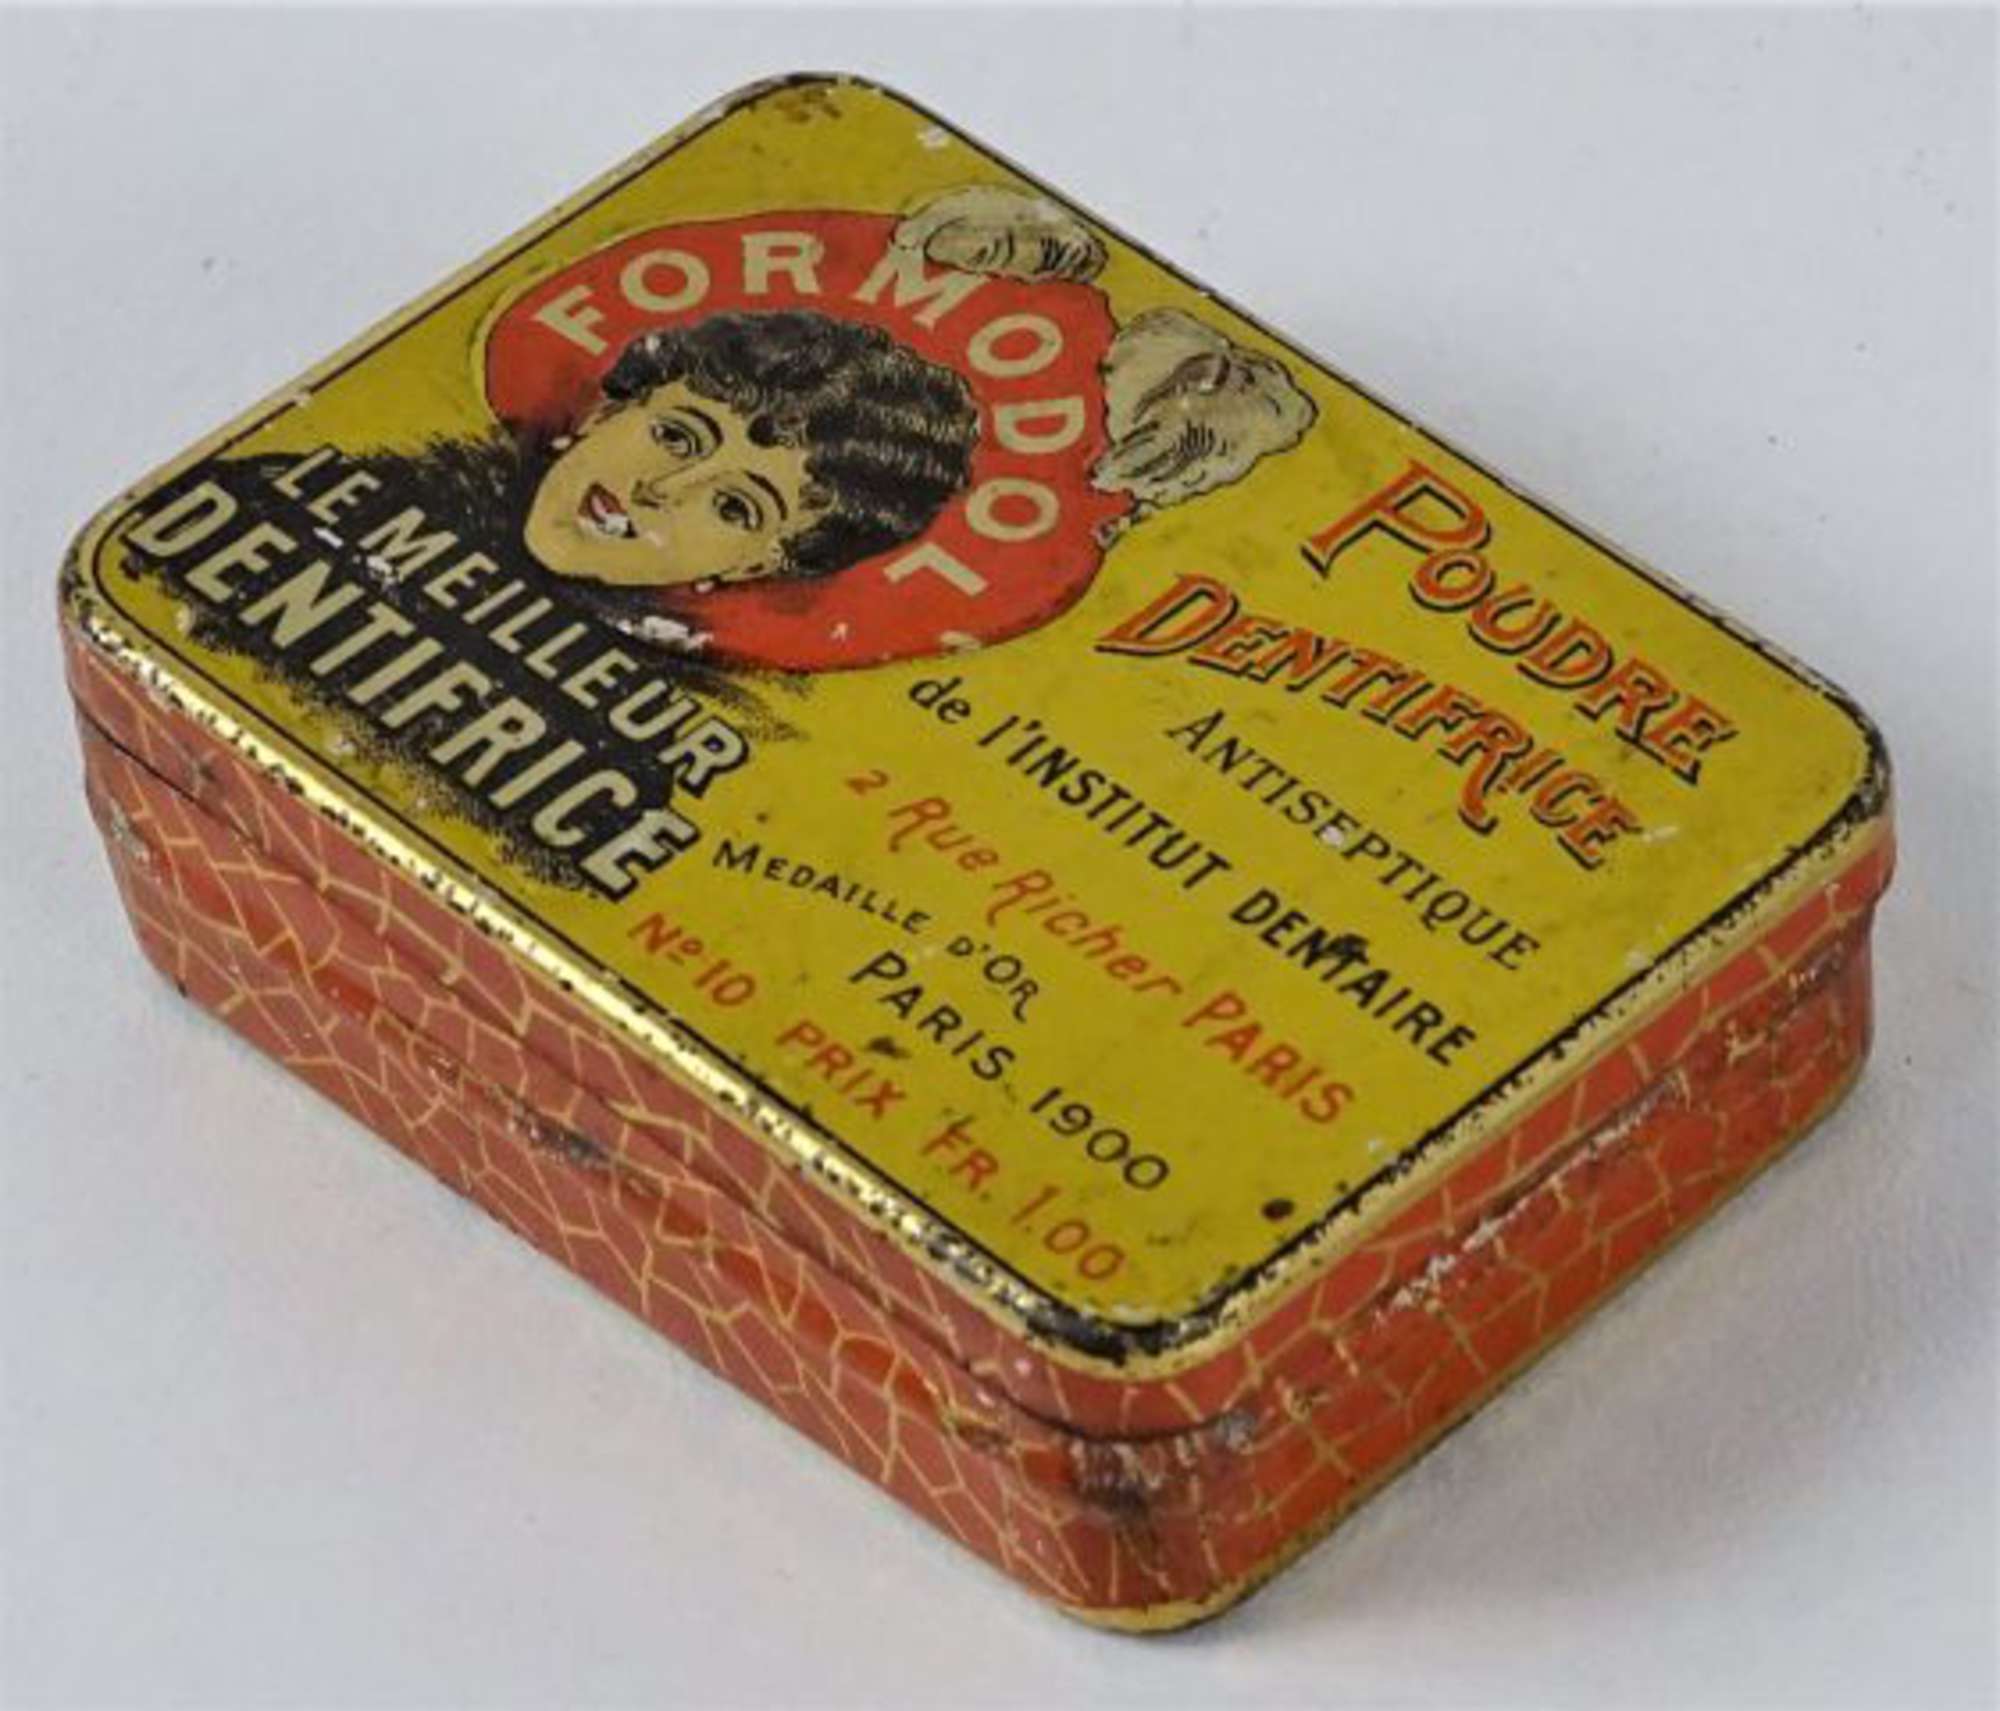 FORMODOL
LE MEILLEUR
DENTIFRICE
POUDRE
DENTIFRICE
ANTISEPTIQUE
de l'INSTITUT DENTAIRE
2 Rue Richer PARIS
MEDAILLE D'OR
PARIS 1900
No 10 PRIX FR. 1.00